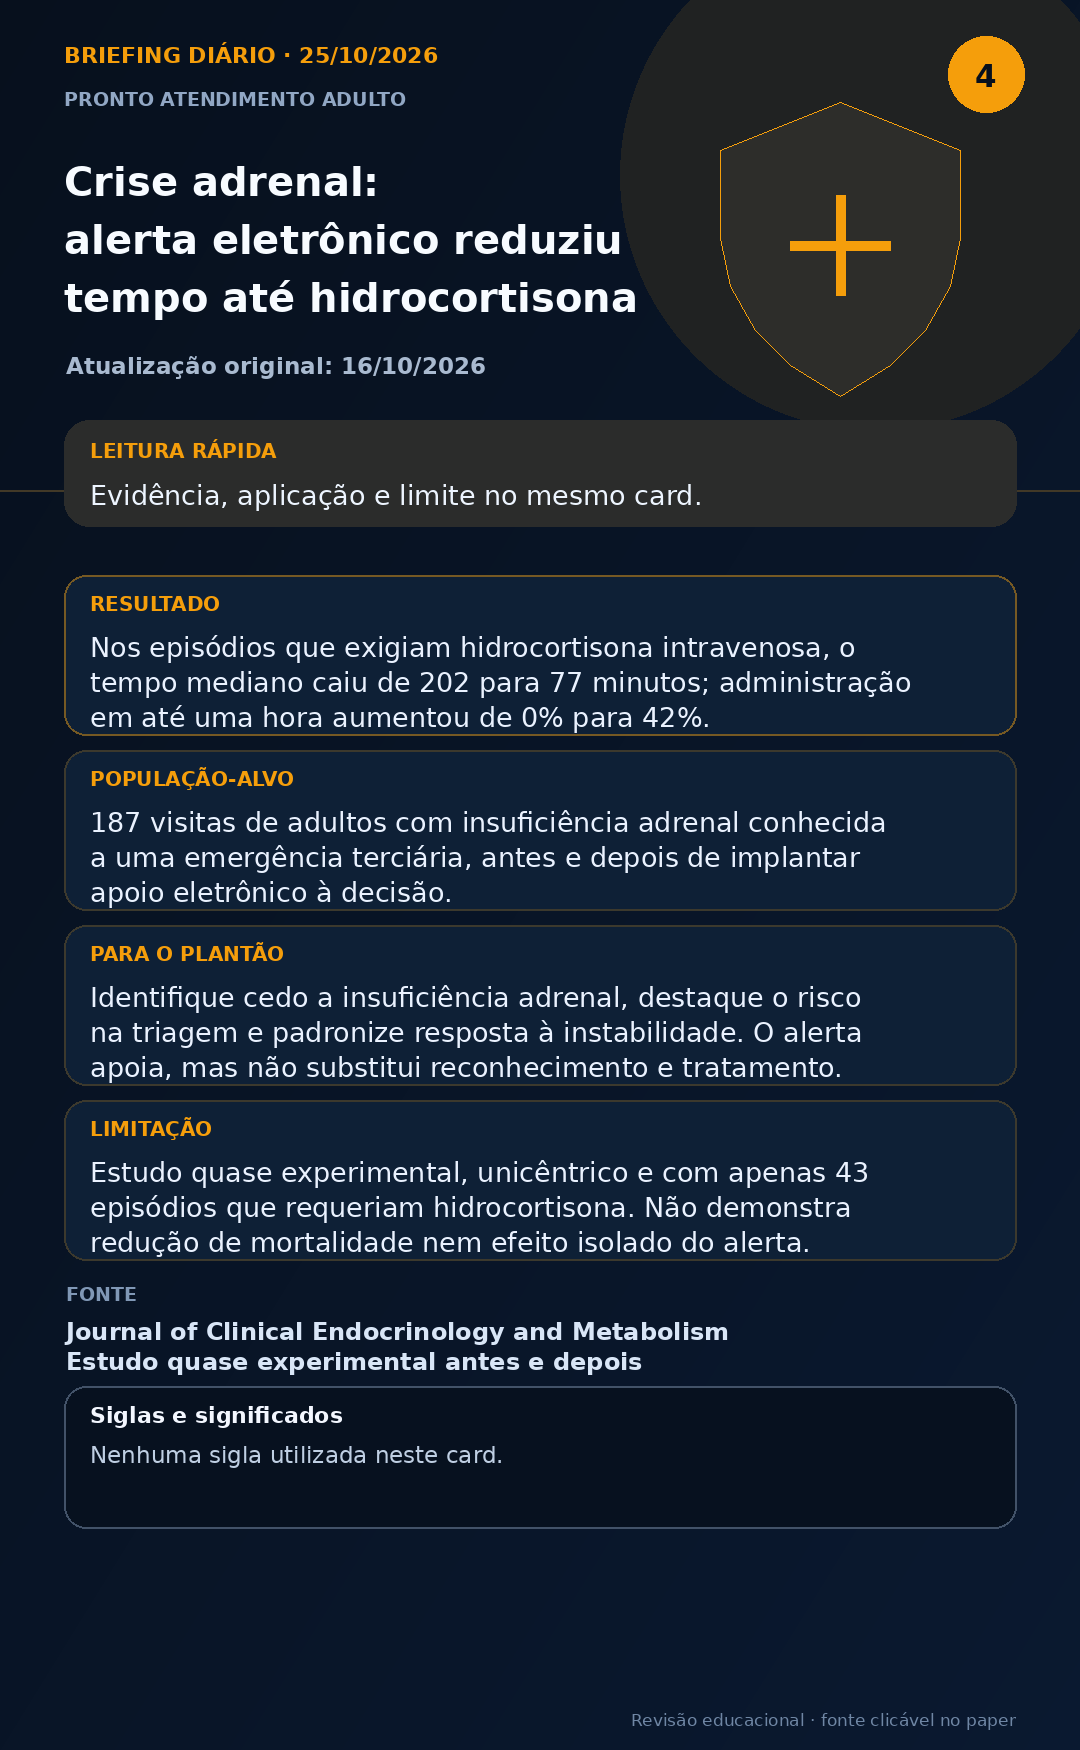 BRIEFING DIÁRIO · 25/10/2026
4
PRONTO ATENDIMENTO ADULTO
Crise adrenal:
alerta eletrônico reduziu
tempo até hidrocortisona
Atualização original: 16/10/2026
LEITURA RÁPIDA
Evidência, aplicação e limite no mesmo card.
RESULTADO
Nos episódios que exigiam hidrocortisona intravenosa, o
tempo mediano caiu de 202 para 77 minutos; administração
em até uma hora aumentou de 0% para 42%.
POPULAÇÃO-ALVO
187 visitas de adultos com insuficiência adrenal conhecida
a uma emergência terciária, antes e depois de implantar
apoio eletrônico à decisão.
PARA O PLANTÃO
Identifique cedo a insuficiência adrenal, destaque o risco
na triagem e padronize resposta à instabilidade. O alerta
apoia, mas não substitui reconhecimento e tratamento.
LIMITAÇÃO
Estudo quase experimental, unicêntrico e com apenas 43
episódios que requeriam hidrocortisona. Não demonstra
redução de mortalidade nem efeito isolado do alerta.
FONTE
Journal of Clinical Endocrinology and Metabolism
Estudo quase experimental antes e depois
Siglas e significados
Nenhuma sigla utilizada neste card.
Revisão educacional · fonte clicável no paper